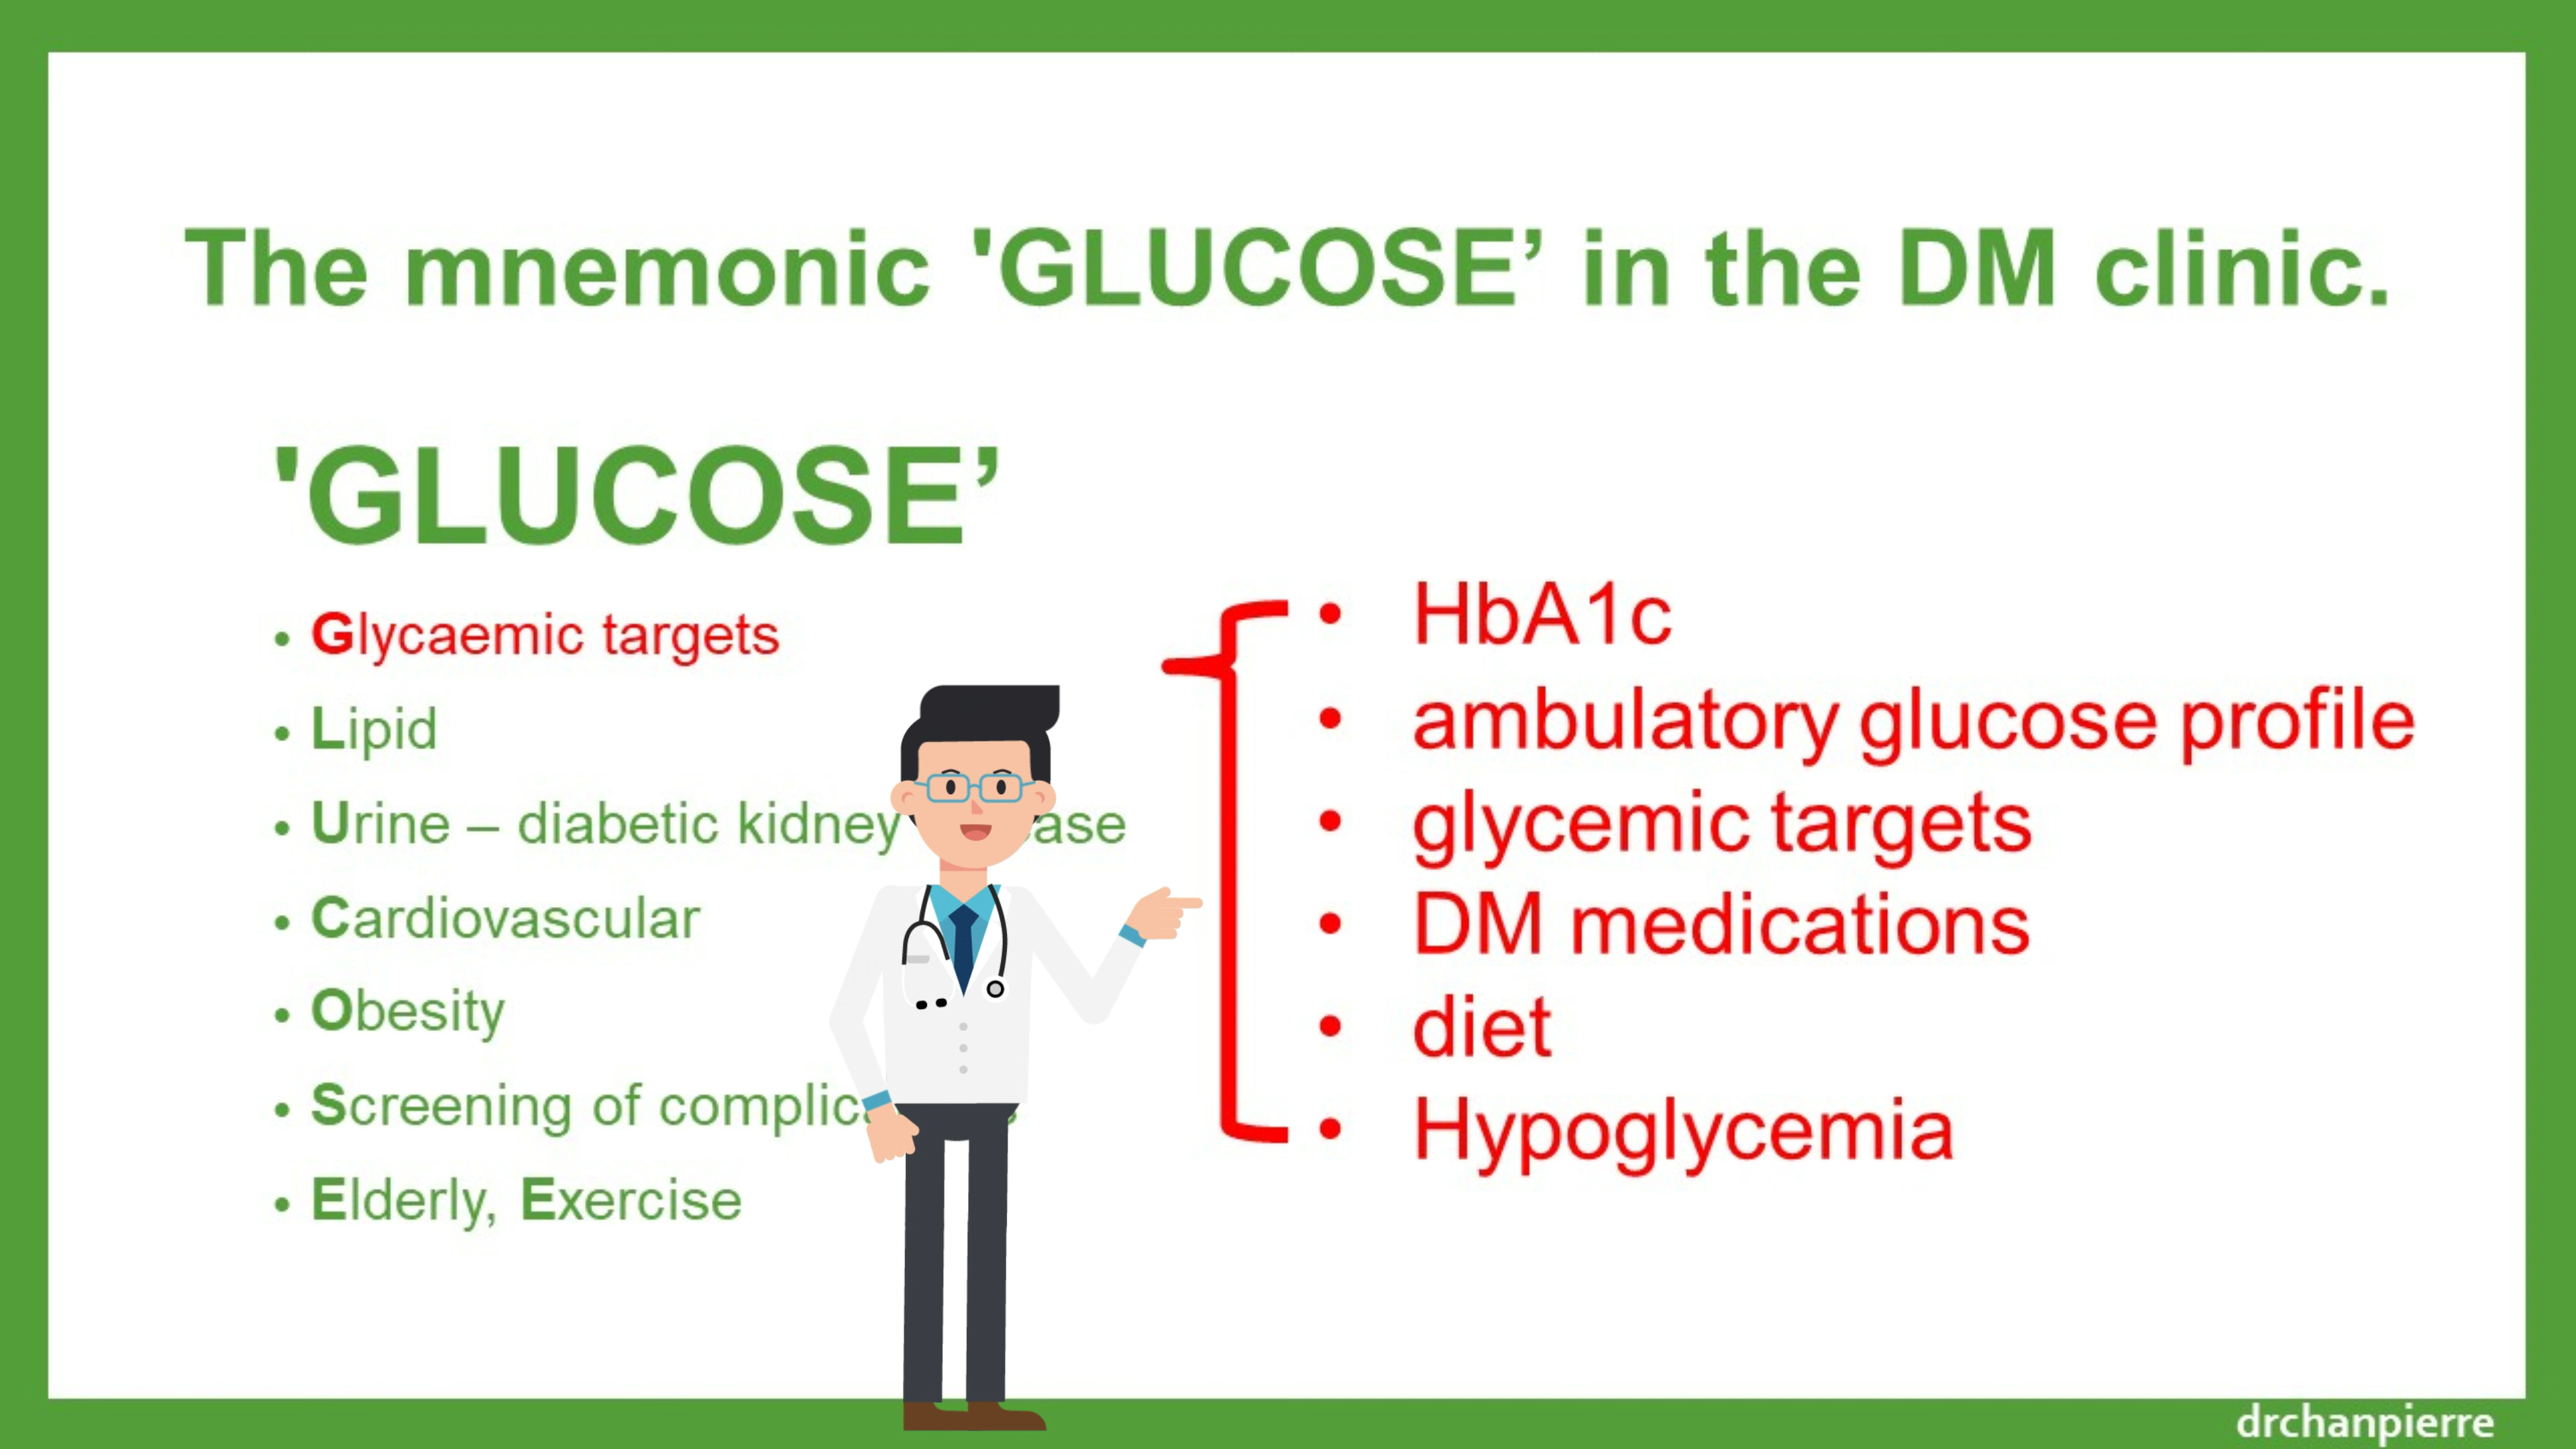 The mnemonic 'GLUCOSE’ in the DM clinic.
'GLUCOSE’
• Glycaemic targets
• Lipid
• Urine – diabetic kidney ase
• Cardiovascular
• Obesity
• Screening of complic
• Elderly, Exercise
• HbA1c
• ambulatory glucose profile
• glycemic targets
• DM medications
• diet
• Hypoglycemia
drchanpierre